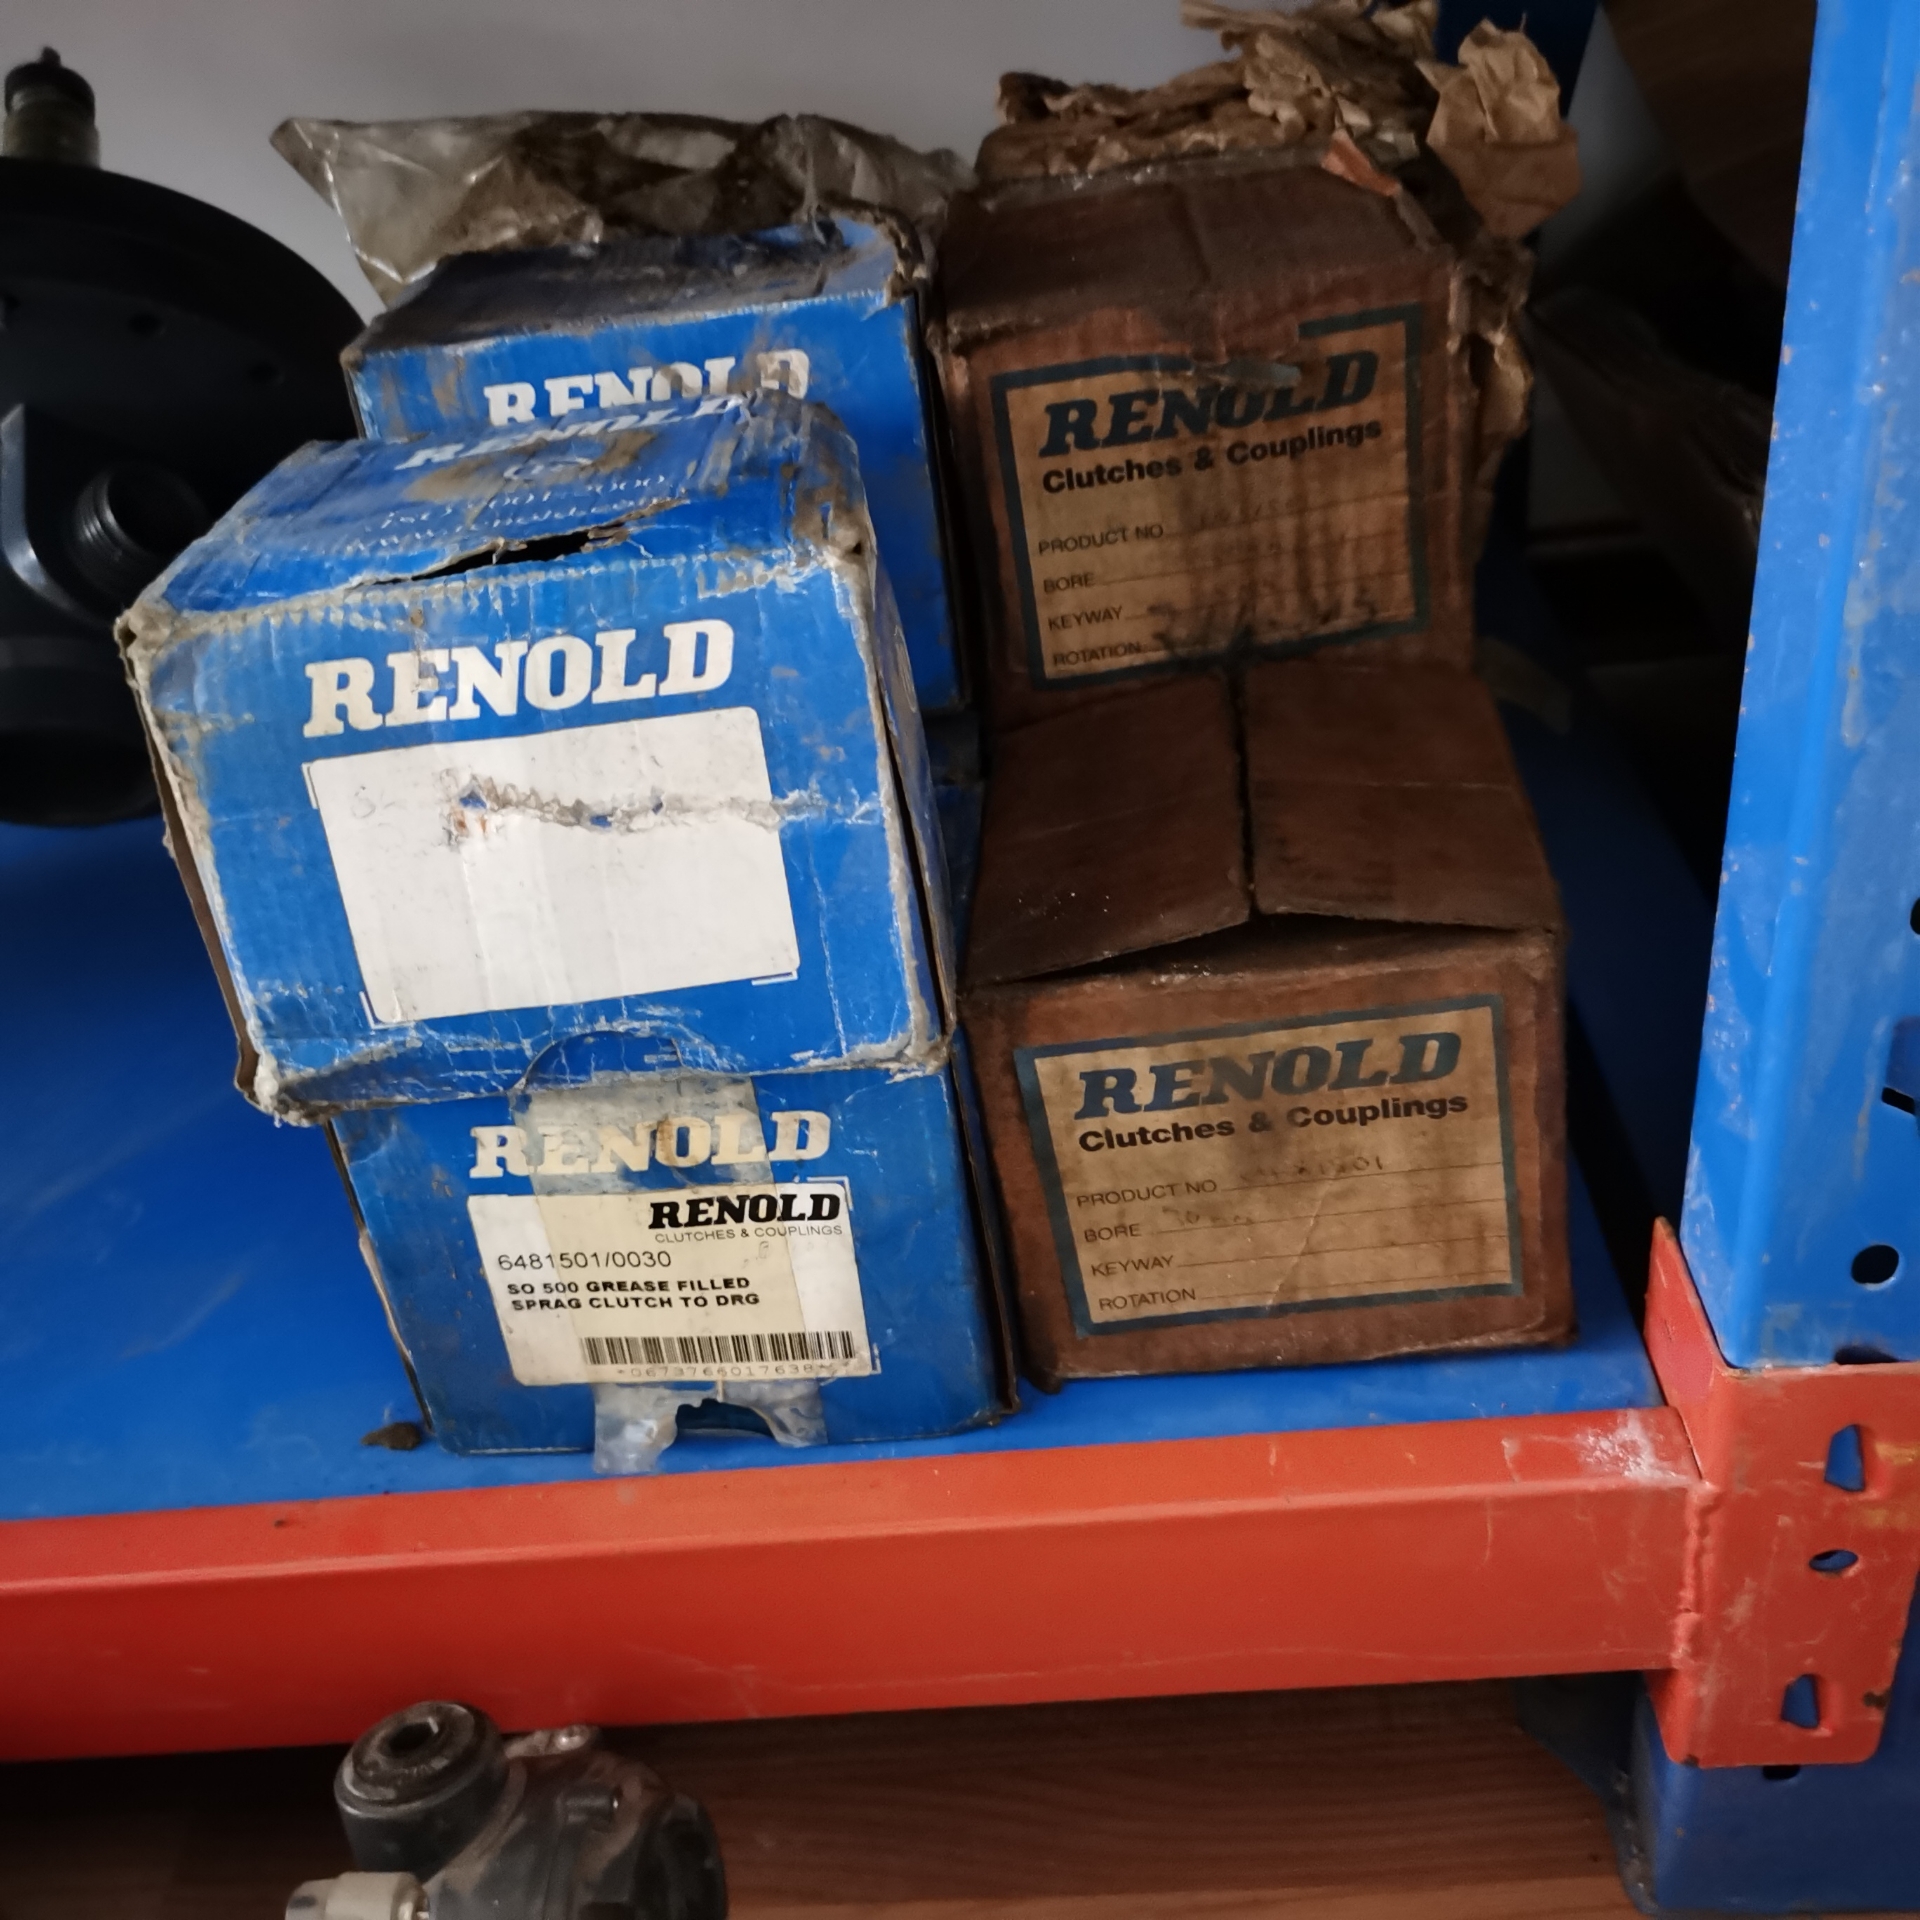 RENOLD
RENOLD
RENOLD
RENOLD
RENOLD
CLUTCHES & COUPLINGS
6481501/0030
SO 500 GREASE FILLED
SPRAG CLUTCH TO DRG
*0673766017638*
RENOLD
Clutches & Couplings
PRODUCT NO
BORE
KEYWAY
ROTATION
RENOLD
Clutches & Couplings
PRODUCT NO
BORE
KEYWAY
ROTATION